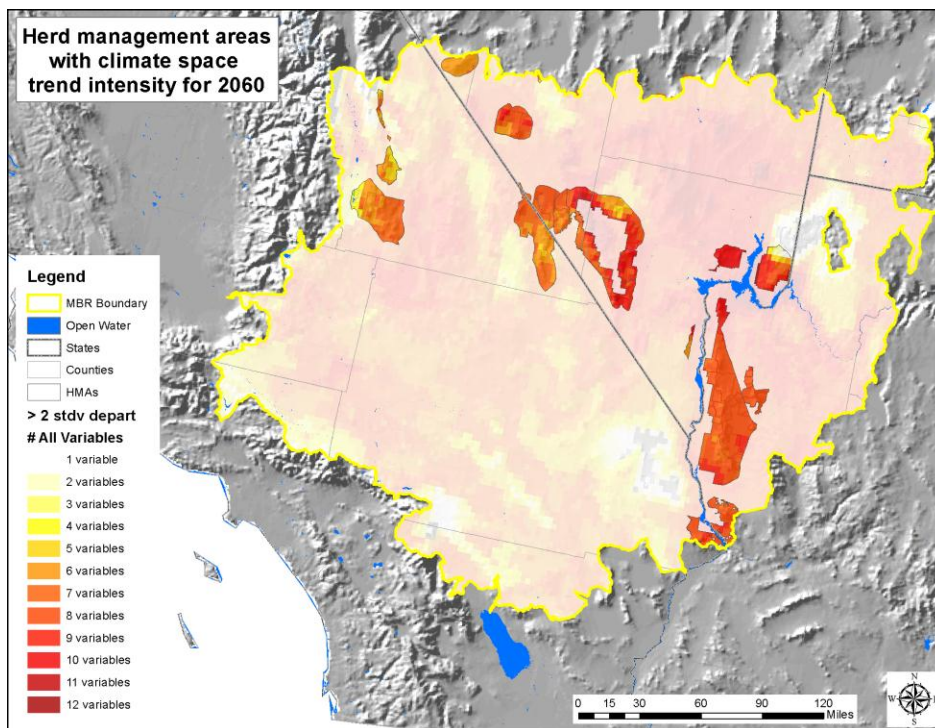 Herd management areas
with climate space
trend intensity for 2060
Legend
MBR Boundary
Open Water
States
Counties
HMAs
> 2 stdv depart
# All Variables
1 variable
2 variables
3 variables
4 variables
5 variables
6 variables
7 variables
8 variables
9 variables
10 variables
11 variables
12 variables
0 15 30 60 90 120
Miles
N
W E
S